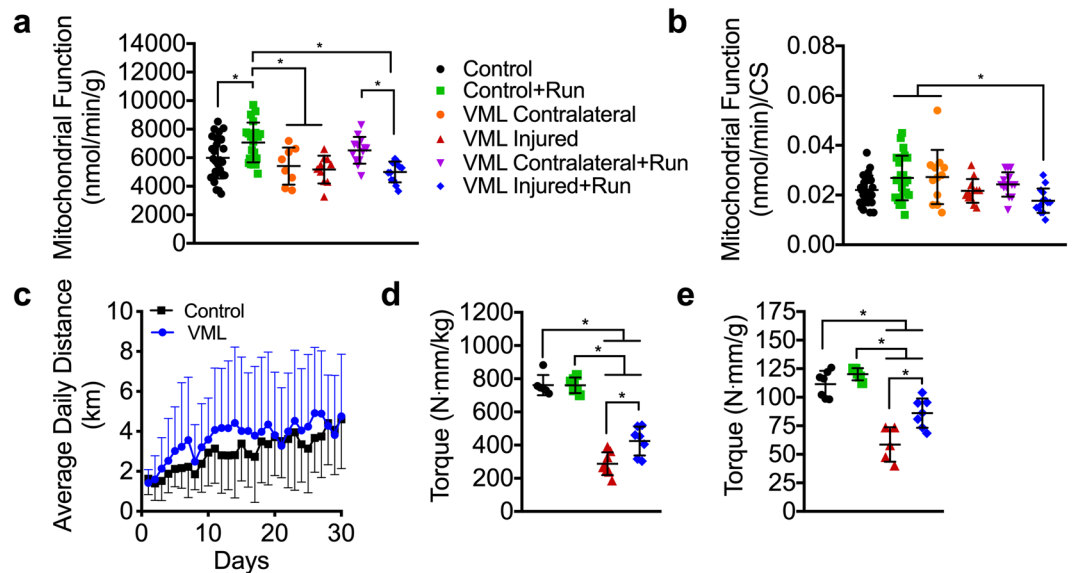 a
Mitochondrial Function
(nmol/min/g)
14000
12000
10000
8000
6000
4000
2000
0
*
*
*
*
Control
Control+Run
VML Contralateral
VML Injured
VML Contralateral+Run
VML Injured+Run
b
Mitochondrial Function
(nmol/min)/CS
0.08
0.06
0.04
0.02
0.00
*
c
Average Daily Distance
(km)
10
8
6
4
2
0
Control
VML
0 10 20 30
Days
d
Torque (N·mm/kg)
1200
1000
800
600
400
200
0
*
*
*
e
Torque (N·mm/g)
175
150
125
100
75
50
25
0
*
*
*